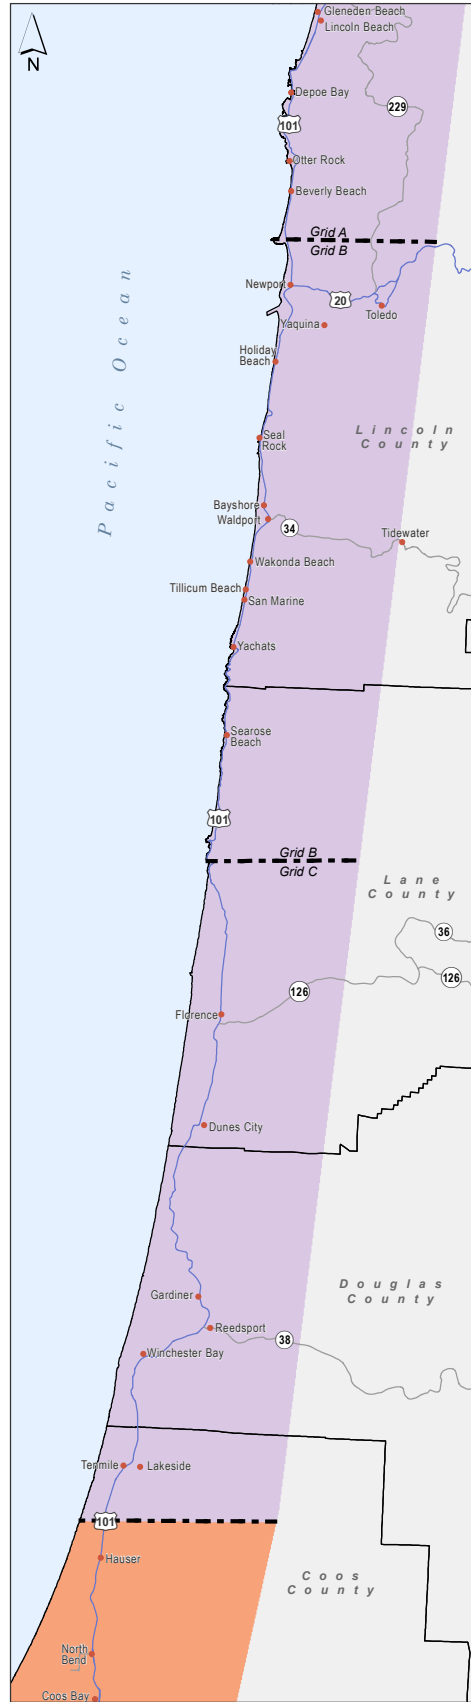 N
Gleneden Beach
Lincoln Beach
Depoe Bay
229
101
Otter Rock
Beverly Beach
Grid A
Grid B
Newport
20
Toledo
Yaquina
Holiday
Beach
Pacific Ocean
Lincoln
County
Seal
Rock
Bayshore
Waldport
34
Tidewater
Wakonda Beach
Tillicum Beach
San Marine
Yachats
Searose
Beach
101
Grid B
Grid C
Lane
County
36
126
126
Florence
Dunes City
Douglas
County
Gardiner
Reedsport
38
Winchester Bay
Tenmile
Lakeside
101
Hauser
Coos
County
North
Bend
Coos Bay